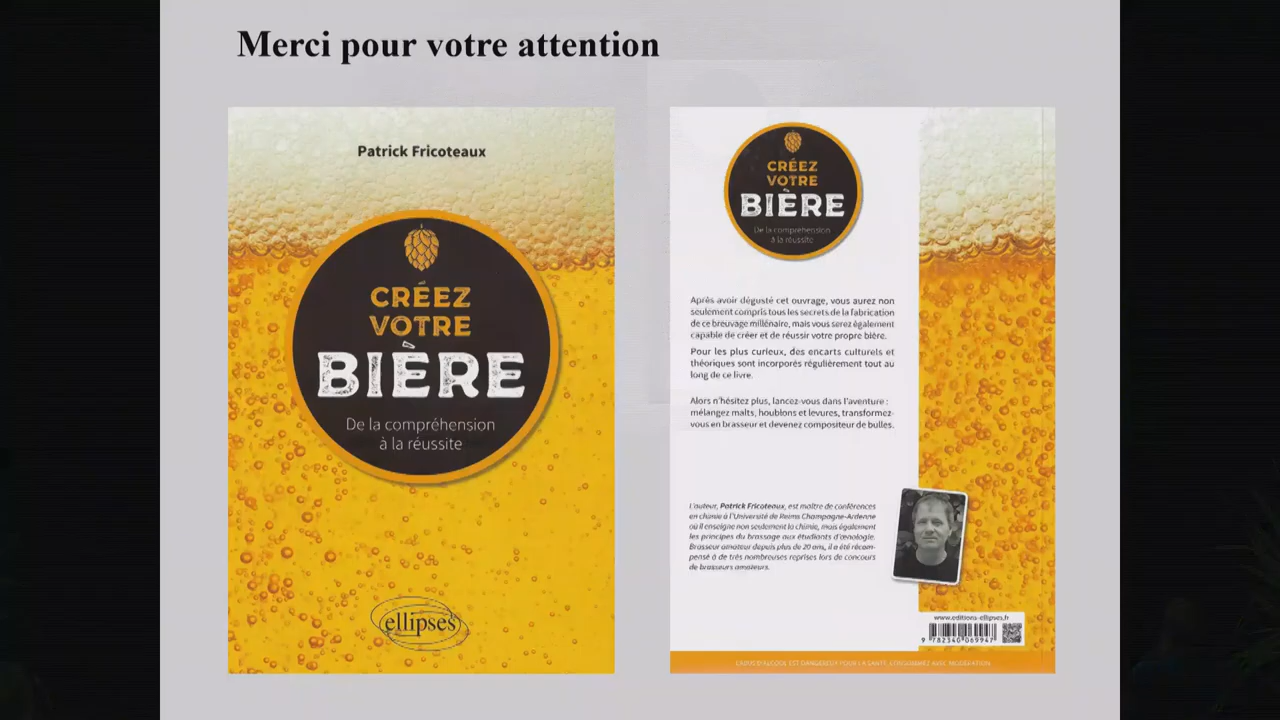 Merci pour votre attention
Patrick Fricoteaux
CRÉEZ
VOTRE
BIÈRE
De la compréhension
à la réussite
ellipses
CRÉEZ
VOTRE
BIÈRE
De la compréhension
à la réussite
Après avoir dégusté cet ouvrage, vous aurez non
seulement compris tous les secrets de la fabrication
de ce breuvage millénaire, mais vous serez également
capable de créer et de réussir votre propre bière.
Pour les plus curieux, des encarts culturels et
théoriques sont incorporés régulièrement tout au
long de ce livre.
Alors n'hésitez plus, lancez-vous dans l'aventure :
mélangez malts, houblons et levures, transformez-
vous en brasseur et devenez compositeur de bulles.
L'auteur, Patrick Fricoteaux, est maître de conférences
en chimie à l'Université de Reims Champagne-Ardenne
où il enseigne non seulement la chimie, mais également
les principes du brassage aux étudiants d'œnologie.
Brasseur amateur depuis plus de 20 ans, il a été récom-
pensé à de très nombreuses reprises lors de concours
de brasseurs amateurs.
www.editions-ellipses.fr
9 782340 069947
L'ABUS D'ALCOOL EST DANGEREUX POUR LA SANTÉ, CONSOMMEZ AVEC MODÉRATION